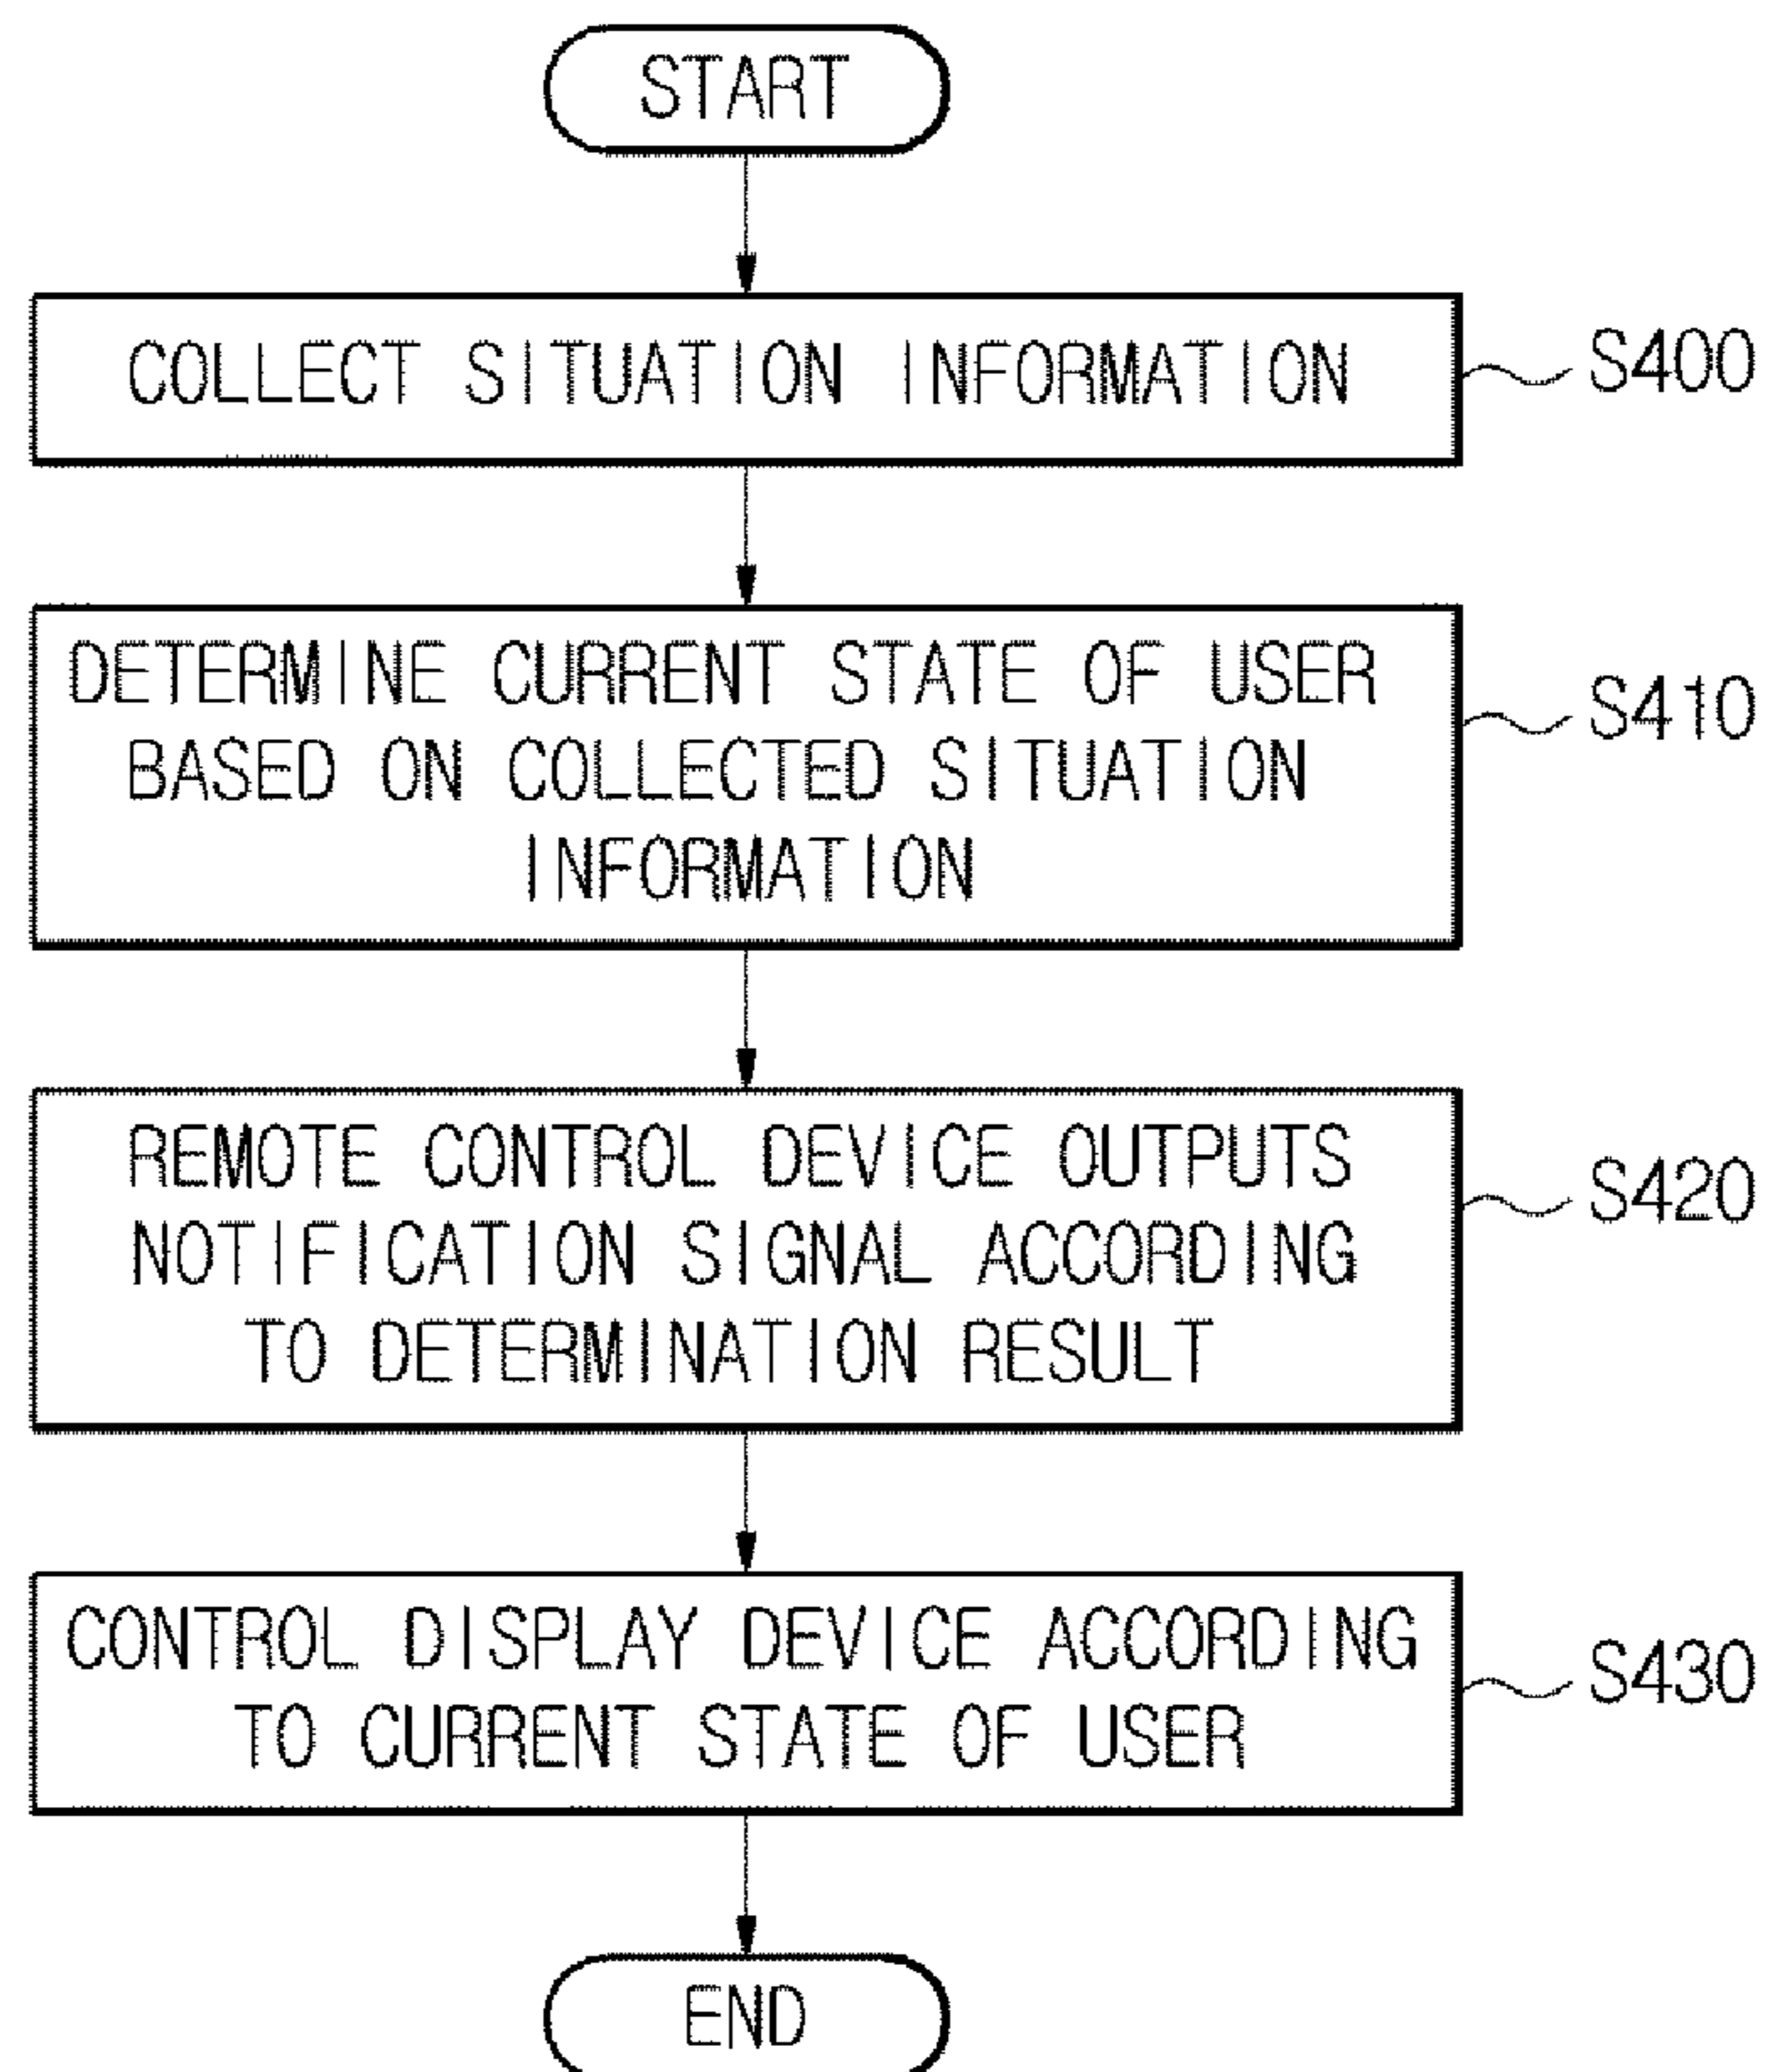 START
COLLECT SITUATION INFORMATION
S400
DETERMINE CURRENT STATE OF USER
BASED ON COLLECTED SITUATION
INFORMATION
S410
REMOTE CONTROL DEVICE OUTPUTS
NOTIFICATION SIGNAL ACCORDING
TO DETERMINATION RESULT
S420
CONTROL DISPLAY DEVICE ACCORDING
TO CURRENT STATE OF USER
S430
END